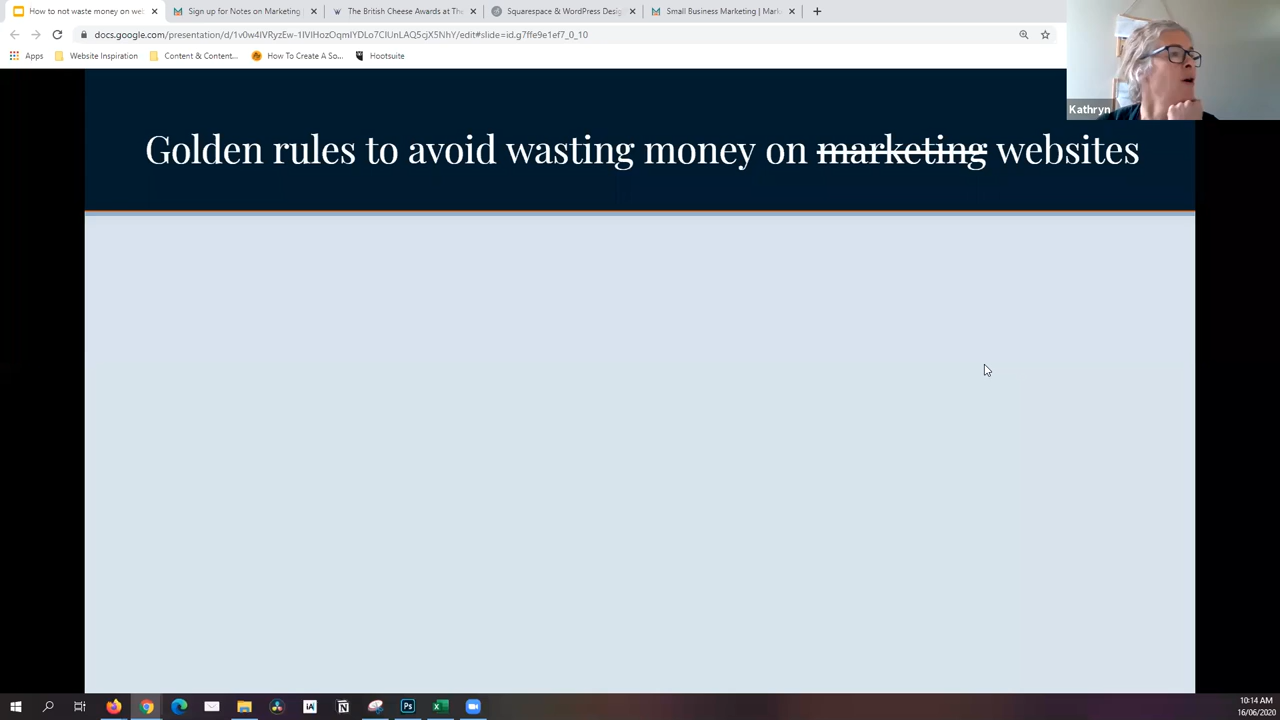 How to not waste money on wel
Sign up for Notes on Marketing
The British Cheese Awards at The
Squarespace & WordPress Desig
Small Business Marketing | Mark
docs.google.com/presentation/d/
edit#slide=id.g7ffe9e1ef7_0_10
Apps
Website Inspiration
Content & Content...
How To Create A So...
Hootsuite
Kathryn
Golden rules to avoid wasting money on marketing websites
10:14 AM
16/06/2020